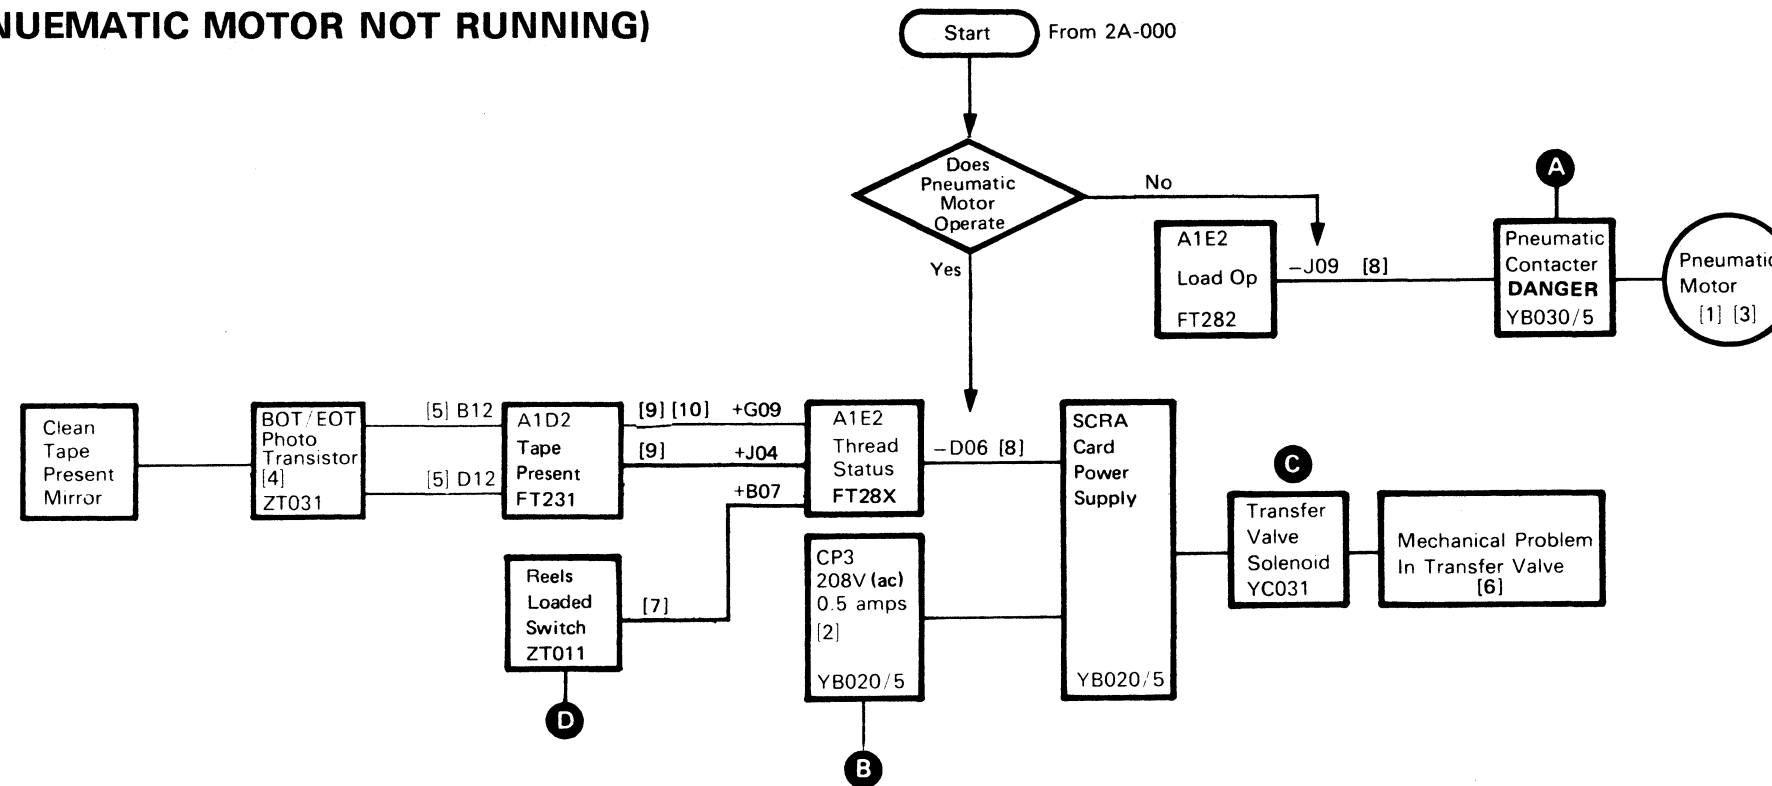 NUEMATIC MOTOR NOT RUNNING)
Start
From 2A-000
Does
Pneumatic
Motor
Operate
No
Yes
A
A1E2
Load Op
FT282
–J09 [8]
Pneumatic
Contacter
DANGER
YB030/5
Pneumatic
Motor
[1] [3]
Clean
Tape
Present
Mirror
BOT/EOT
Photo
Transistor
[4]
ZT031
[5] B12
[5] D12
A1D2
Tape
Present
FT231
[9] [10] +G09
[9] +J04
+B07
A1E2
Thread
Status
FT28X
–D06 [8]
SCRA
Card
Power
Supply
YB020/5
Reels
Loaded
Switch
ZT011
[7]
D
CP3
208V (ac)
0.5 amps
[2]
YB020/5
B
C
Transfer
Valve
Solenoid
YC031
Mechanical Problem
In Transfer Valve
[6]